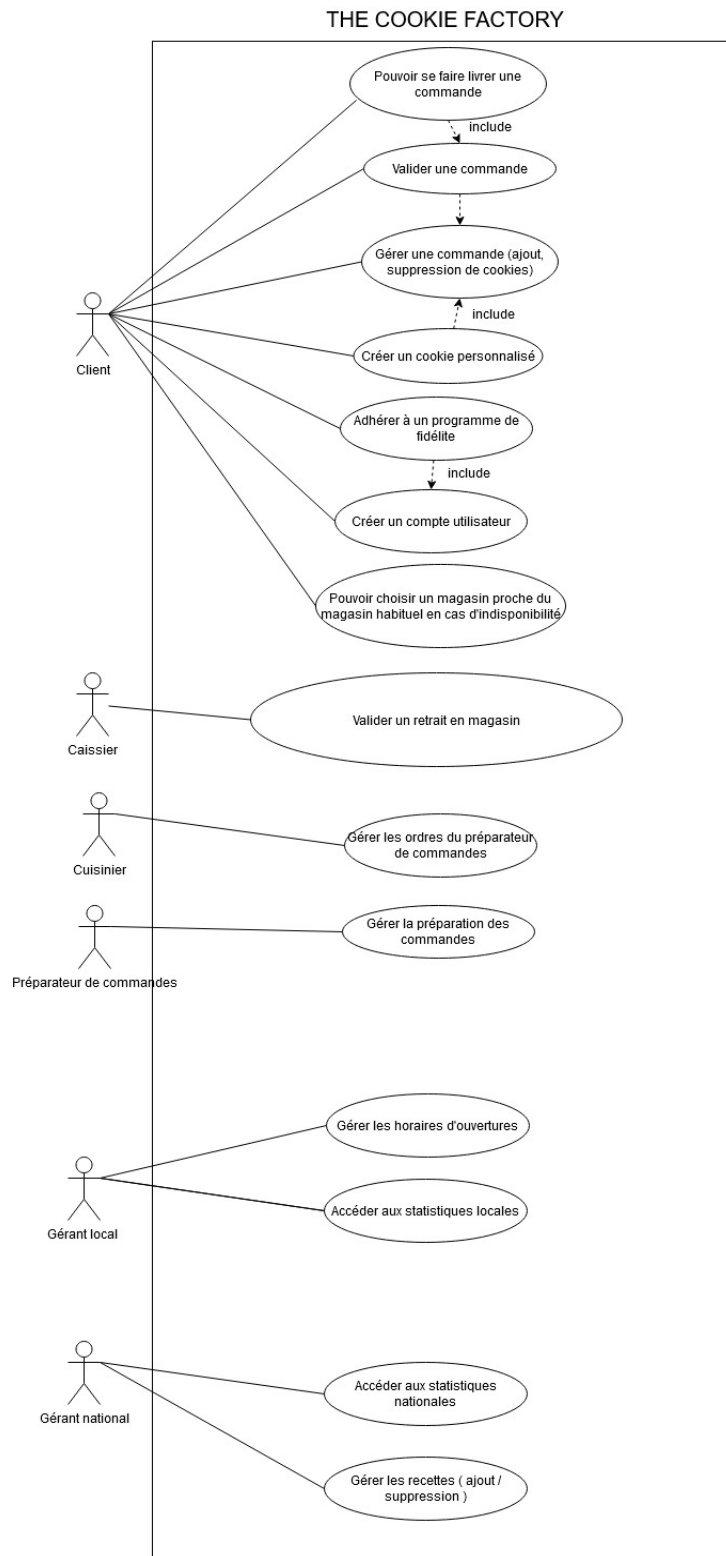 THE COOKIE FACTORY
Pouvoir se faire livrer une
commande
include
Valider une commande
Gérer une commande (ajout,
suppression de cookies)
include
Créer un cookie personnalisé
Client
Adhérer à un programme de
fidélite
include
Créer un compte utilisateur
Pouvoir choisir un magasin proche du
magasin habituel en cas d'indisponibilité
Valider un retrait en magasin
Caissier
Gérer les ordres du préparateur
de commandes
Cuisinier
Gérer la préparation des
commandes
Préparateur de commandes
Gérer les horaires d'ouvertures
Accéder aux statistiques locales
Gérant local
Accéder aux statistiques
nationales
Gérant national
Gérer les recettes ( ajout /
suppression )